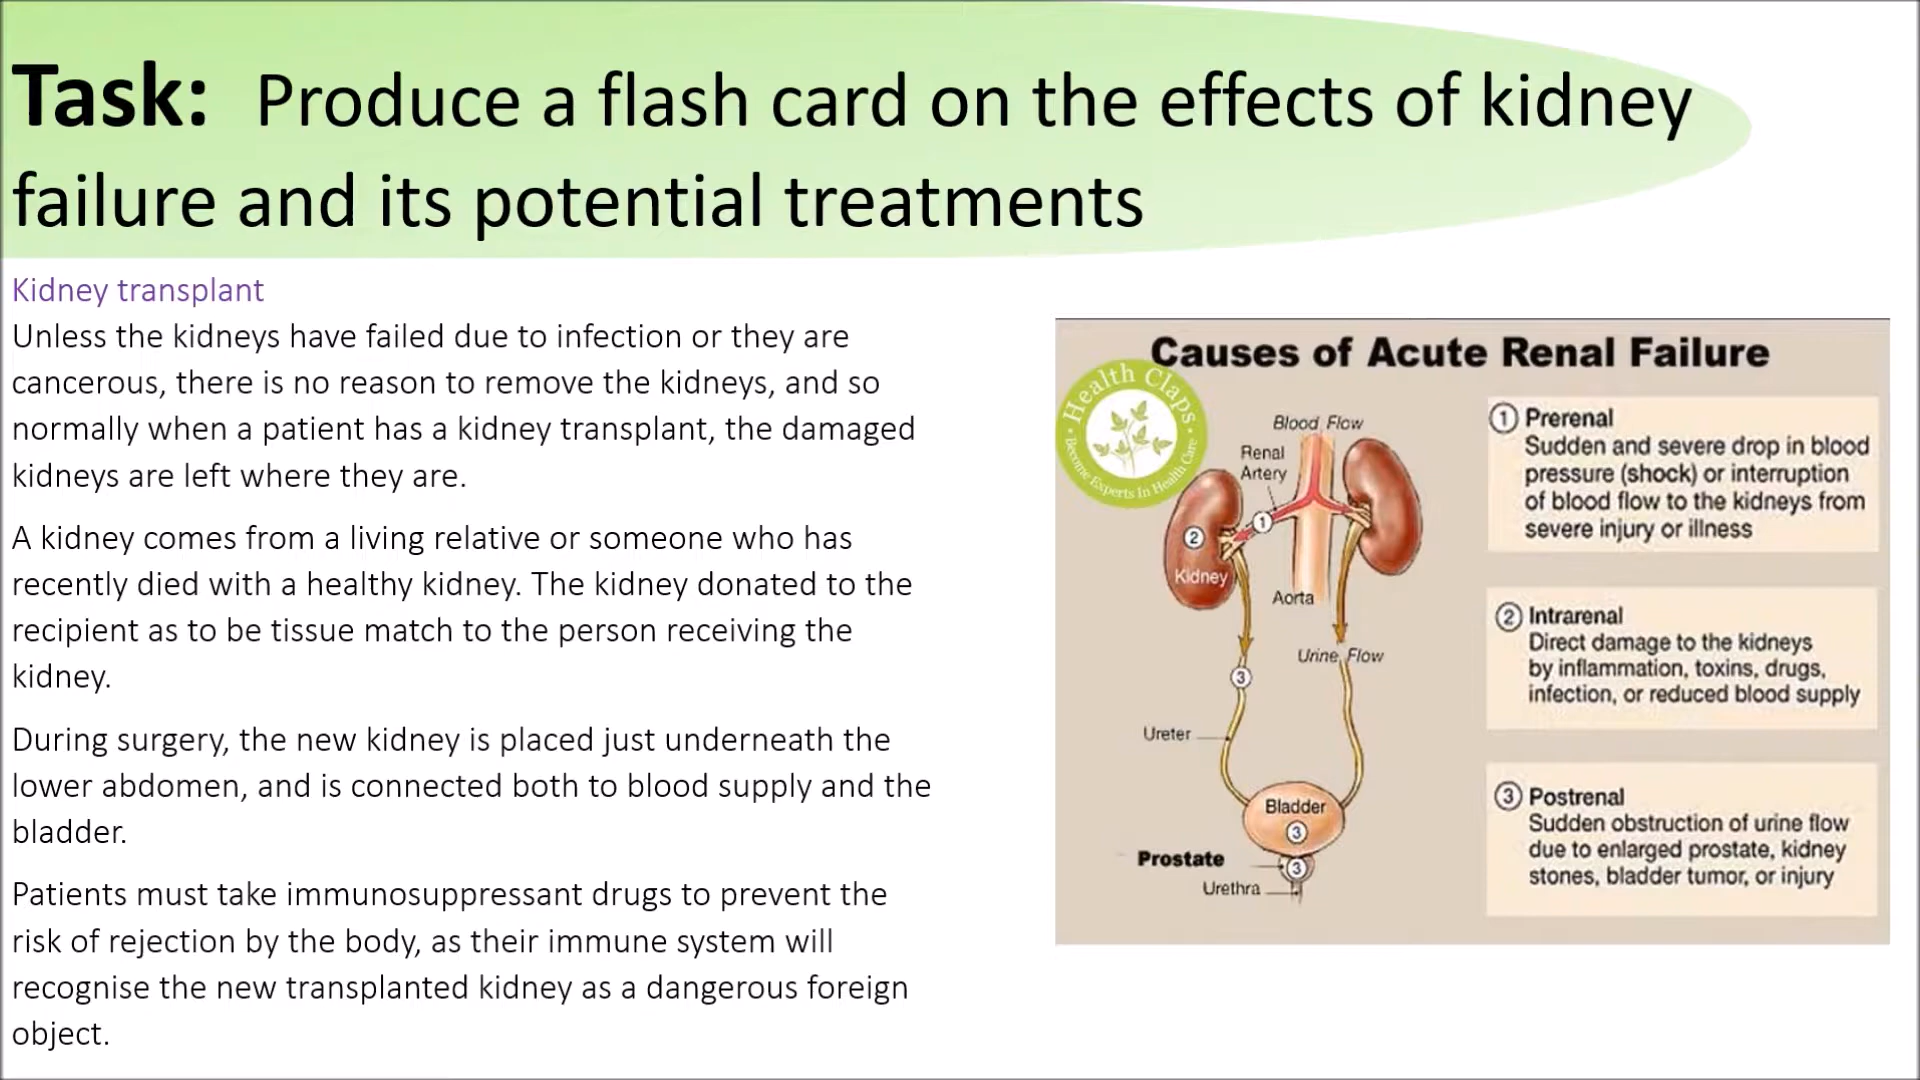 Task: Produce a flash card on the effects of kidney
failure and its potential treatments
Kidney transplant
Unless the kidneys have failed due to infection or they are
cancerous, there is no reason to remove the kidneys, and so
normally when a patient has a kidney transplant, the damaged
kidneys are left where they are.
A kidney comes from a living relative or someone who has
recently died with a healthy kidney. The kidney donated to the
recipient as to be tissue match to the person receiving the
kidney.
During surgery, the new kidney is placed just underneath the
lower abdomen, and is connected both to blood supply and the
bladder.
Patients must take immunosuppressant drugs to prevent the
risk of rejection by the body, as their immune system will
recognise the new transplanted kidney as a dangerous foreign
object.
Causes of Acute Renal Failure
Health Claps
Become Experts In Health Care
Blood Flow
Renal
Artery
1
2
Kidney
Aorta
Urine Flow
3
Ureter
Bladder
3
Prostate
3
Urethra
1 Prerenal
Sudden and severe drop in blood
pressure (shock) or interruption
of blood flow to the kidneys from
severe injury or illness
2 Intrarenal
Direct damage to the kidneys
by inflammation, toxins, drugs,
infection, or reduced blood supply
3 Postrenal
Sudden obstruction of urine flow
due to enlarged prostate, kidney
stones, bladder tumor, or injury